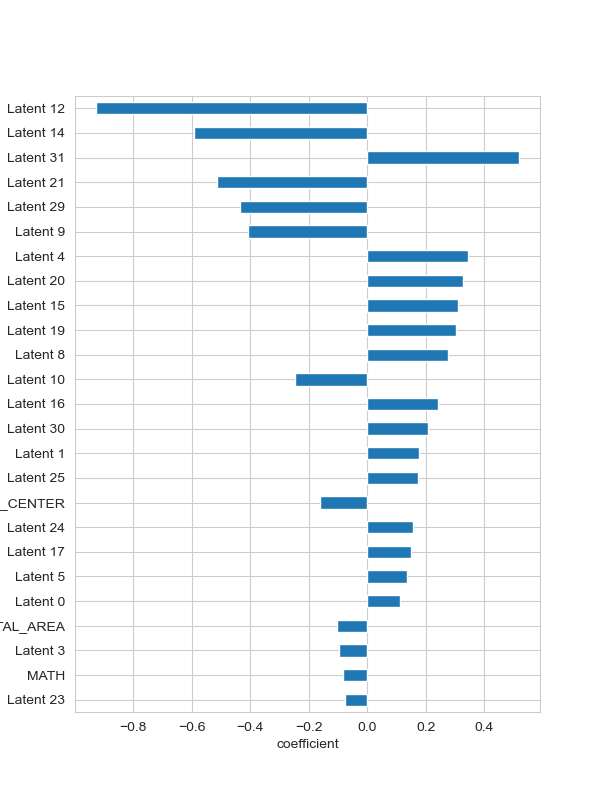 Latent 12
Latent 14
Latent 31
Latent 21
Latent 29
Latent 9
Latent 4
Latent 20
Latent 15
Latent 19
Latent 8
Latent 10
Latent 16
Latent 30
Latent 1
Latent 25
_CENTER
Latent 24
Latent 17
Latent 5
Latent 0
TAL_AREA
Latent 3
MATH
Latent 23
−0.8 −0.6 −0.4 −0.2 0.0 0.2 0.4
coefficient